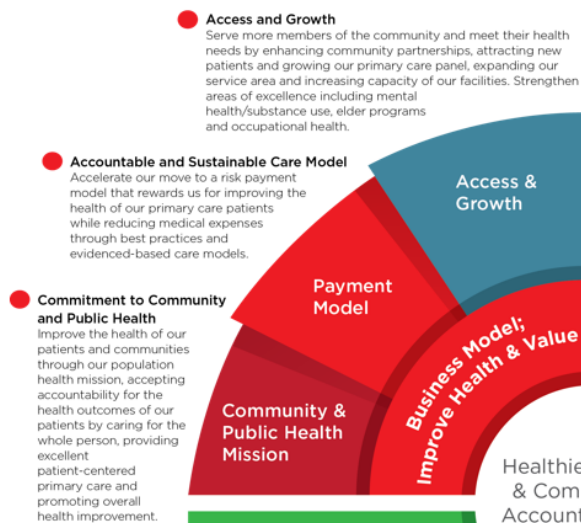 Access and Growth
Serve more members of the community and meet their health
needs by enhancing community partnerships, attracting new
patients and growing our primary care panel, expanding our
service area and increasing capacity of our facilities. Strengthen
areas of excellence including mental
health/substance use, elder programs
and occupational health.
Accountable and Sustainable Care Model
Accelerate our move to a risk payment
model that rewards us for improving the
health of our primary care patients
while reducing medical expenses
through best practices and
evidenced-based care models.
Commitment to Community
and Public Health
Improve the health of our
patients and communities
through our population
health mission, accepting
accountability for the
health outcomes of our
patients by caring for the
whole person, providing
excellent
patient-centered
primary care and
promoting overall
health improvement.
Access &
Growth
Payment
Model
Community &
Public Health
Mission
Business Model;
Improve Health & Value
Healthie
& Com
Account